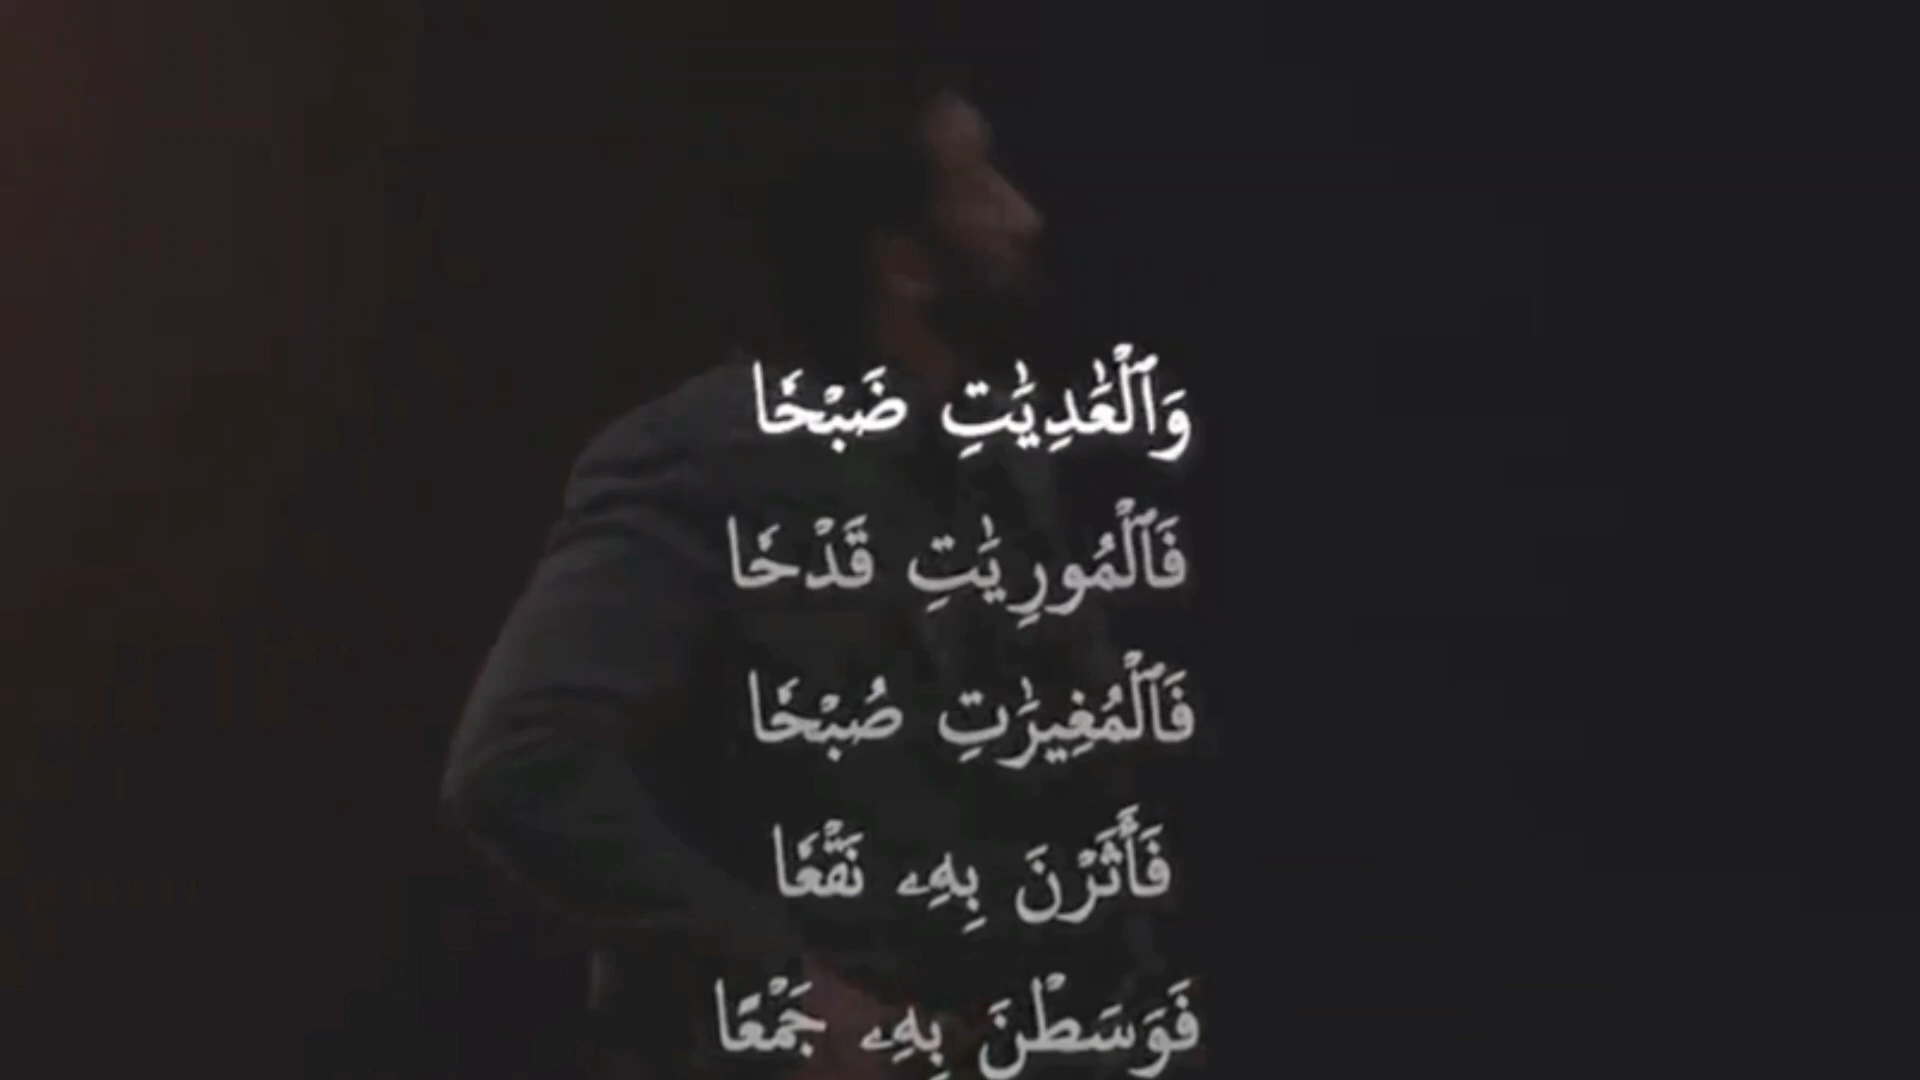 وَٱلْعَٰدِيَٰتِ ضَبْحًا
فَٱلْمُورِيَٰتِ قَدْحًا
فَٱلْمُغِيرَٰتِ صُبْحًا
فَأَثَرْنَ بِهِۦ نَقْعًا
فَوَسَطْنَ بِهِۦ جَمْعًا